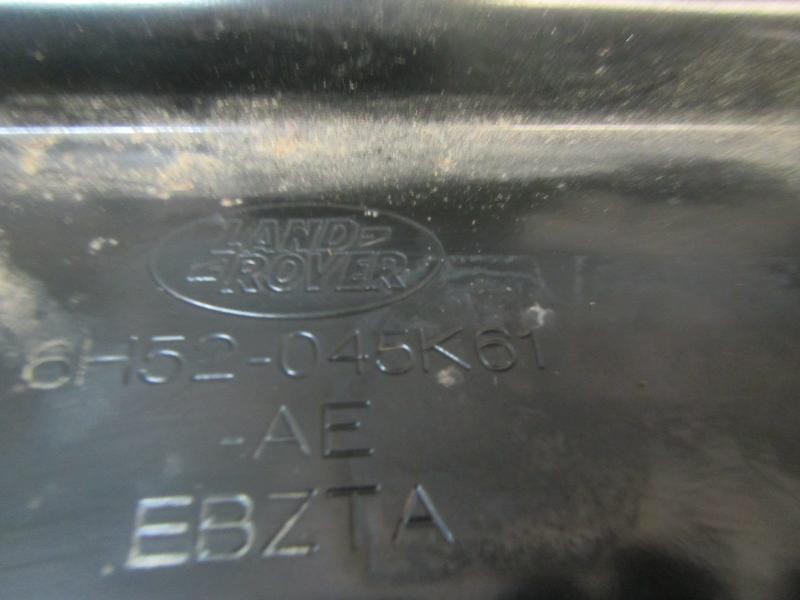 LAND-
-ROVER
6H52-045K61
-AE
EBZTA